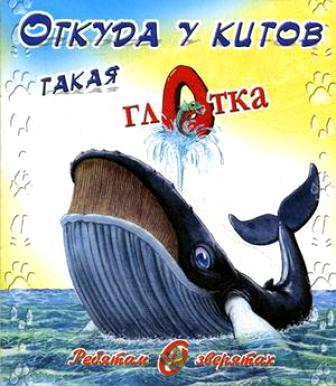 Откуда у китов
такая
глОтка
Ребятам О зверятах